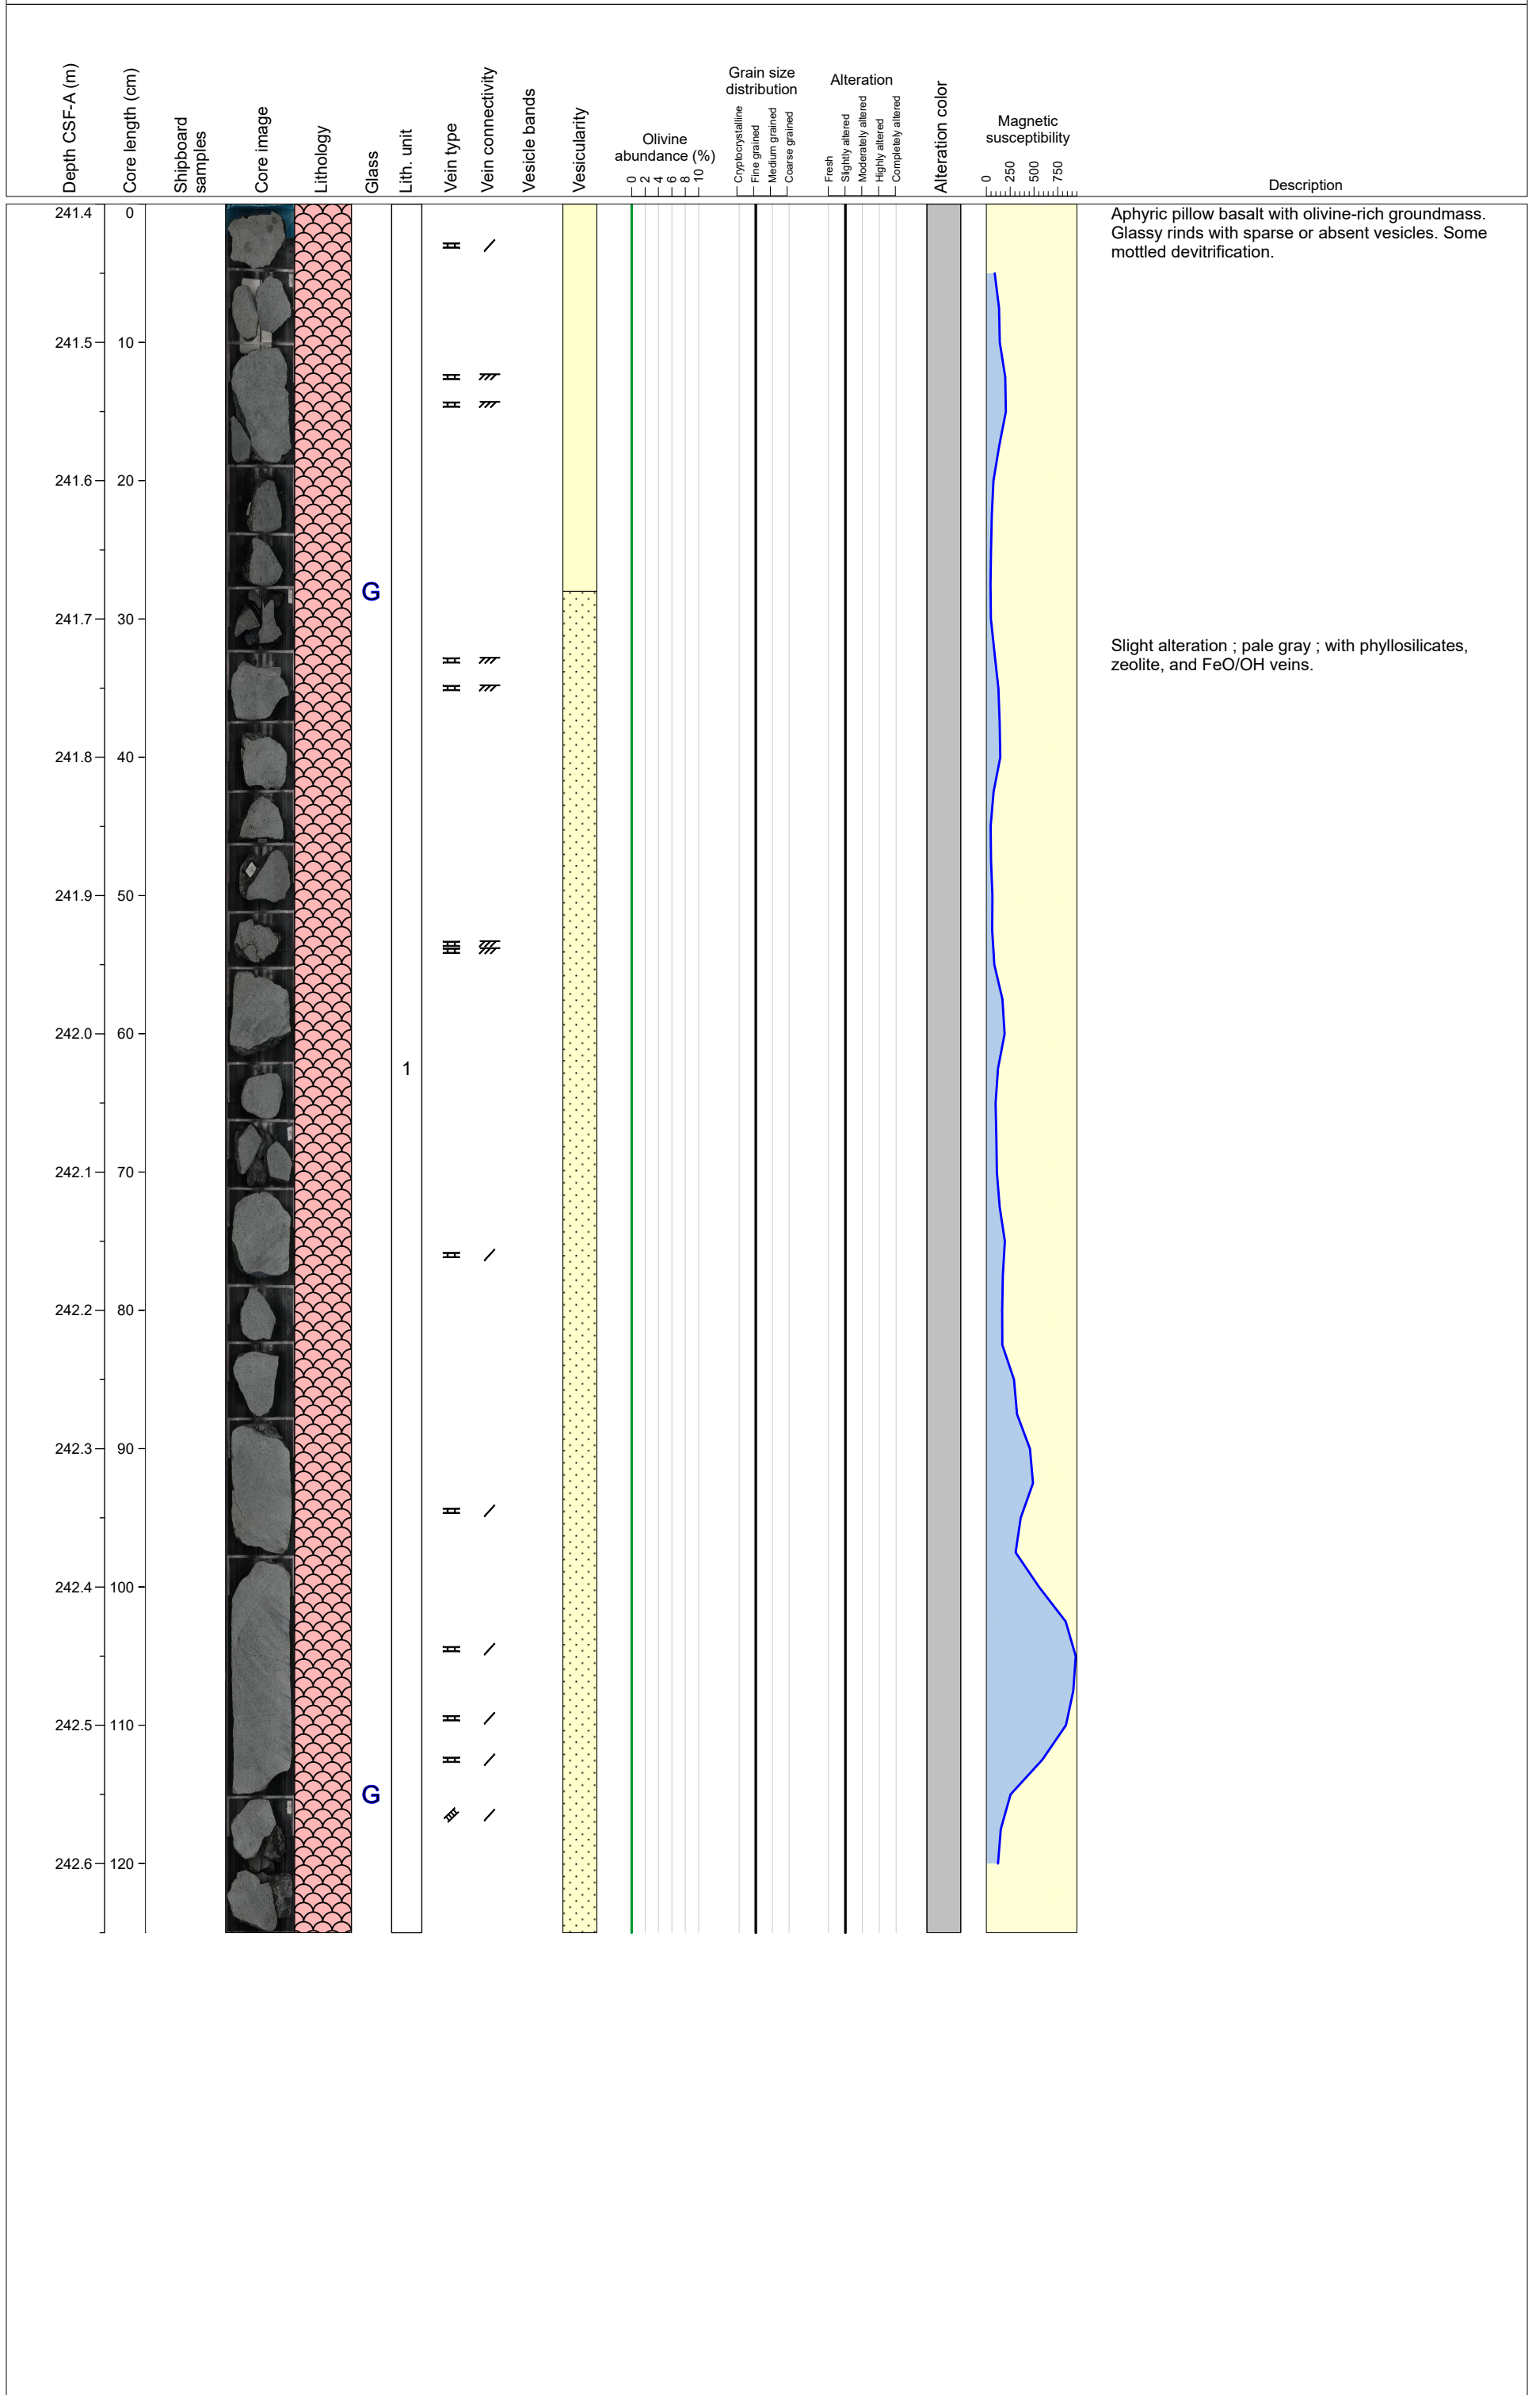 Depth CSF-A (m)
Core length (cm)
Shipboard
samples
Core image
Lithology
Glass
Lith. unit
Vein type
Vein connectivity
Vesicle bands
Vesicularity
Olivine
abundance (%)
0 2 4 6 8 10
Grain size
distribution
Cryptocrystalline
Fine grained
Medium grained
Coarse grained
Alteration
Fresh
Slightly altered
Moderately altered
Highly altered
Completely altered
Alteration color
Magnetic
susceptibility
0 250 500 750
Description
241.4 0
Aphyric pillow basalt with olivine-rich groundmass.
Glassy rinds with sparse or absent vesicles. Some
mottled devitrification.
241.5 10
241.6 20
G
241.7 30
Slight alteration ; pale gray ; with phyllosilicates,
zeolite, and FeO/OH veins.
241.8 40
241.9 50
242.0 60
1
242.1 70
242.2 80
242.3 90
242.4 100
242.5 110
G
242.6 120